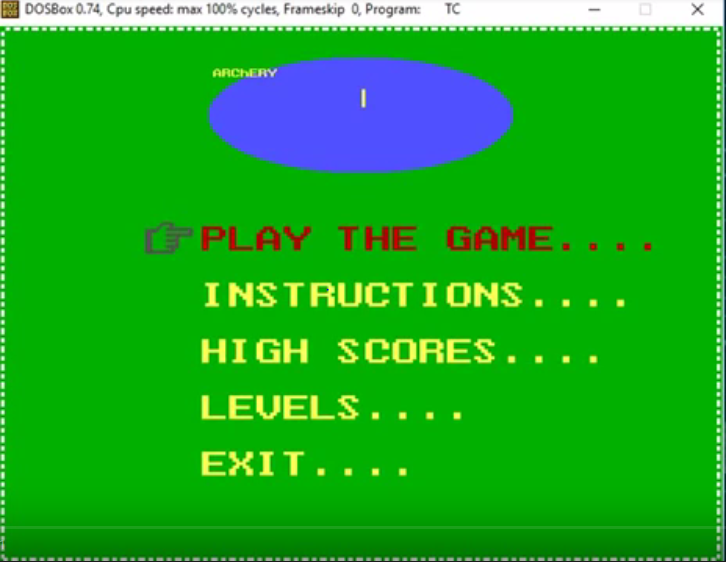 DOSBox 0.74, Cpu speed: max 100% cycles, Frameskip 0, Program: TC
ARChERY
PLAY THE GAME....
INSTRUCTIONS....
HIGH SCORES....
LEVELS....
EXIT....